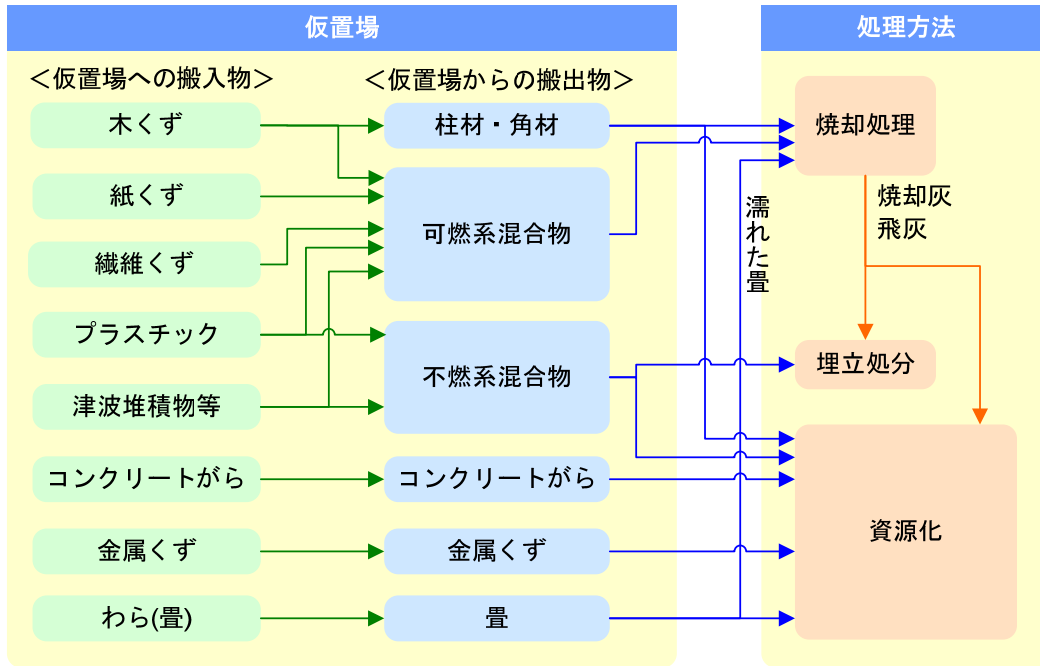 仮置場
処理方法
＜仮置場への搬入物＞
＜仮置場からの搬出物＞
木くず
柱材・角材
焼却処理
紙くず
可燃系混合物
焼却灰
飛灰
濡れた畳
繊維くず
プラスチック
不燃系混合物
埋立処分
津波堆積物等
コンクリートがら
コンクリートがら
資源化
金属くず
金属くず
わら(畳)
畳